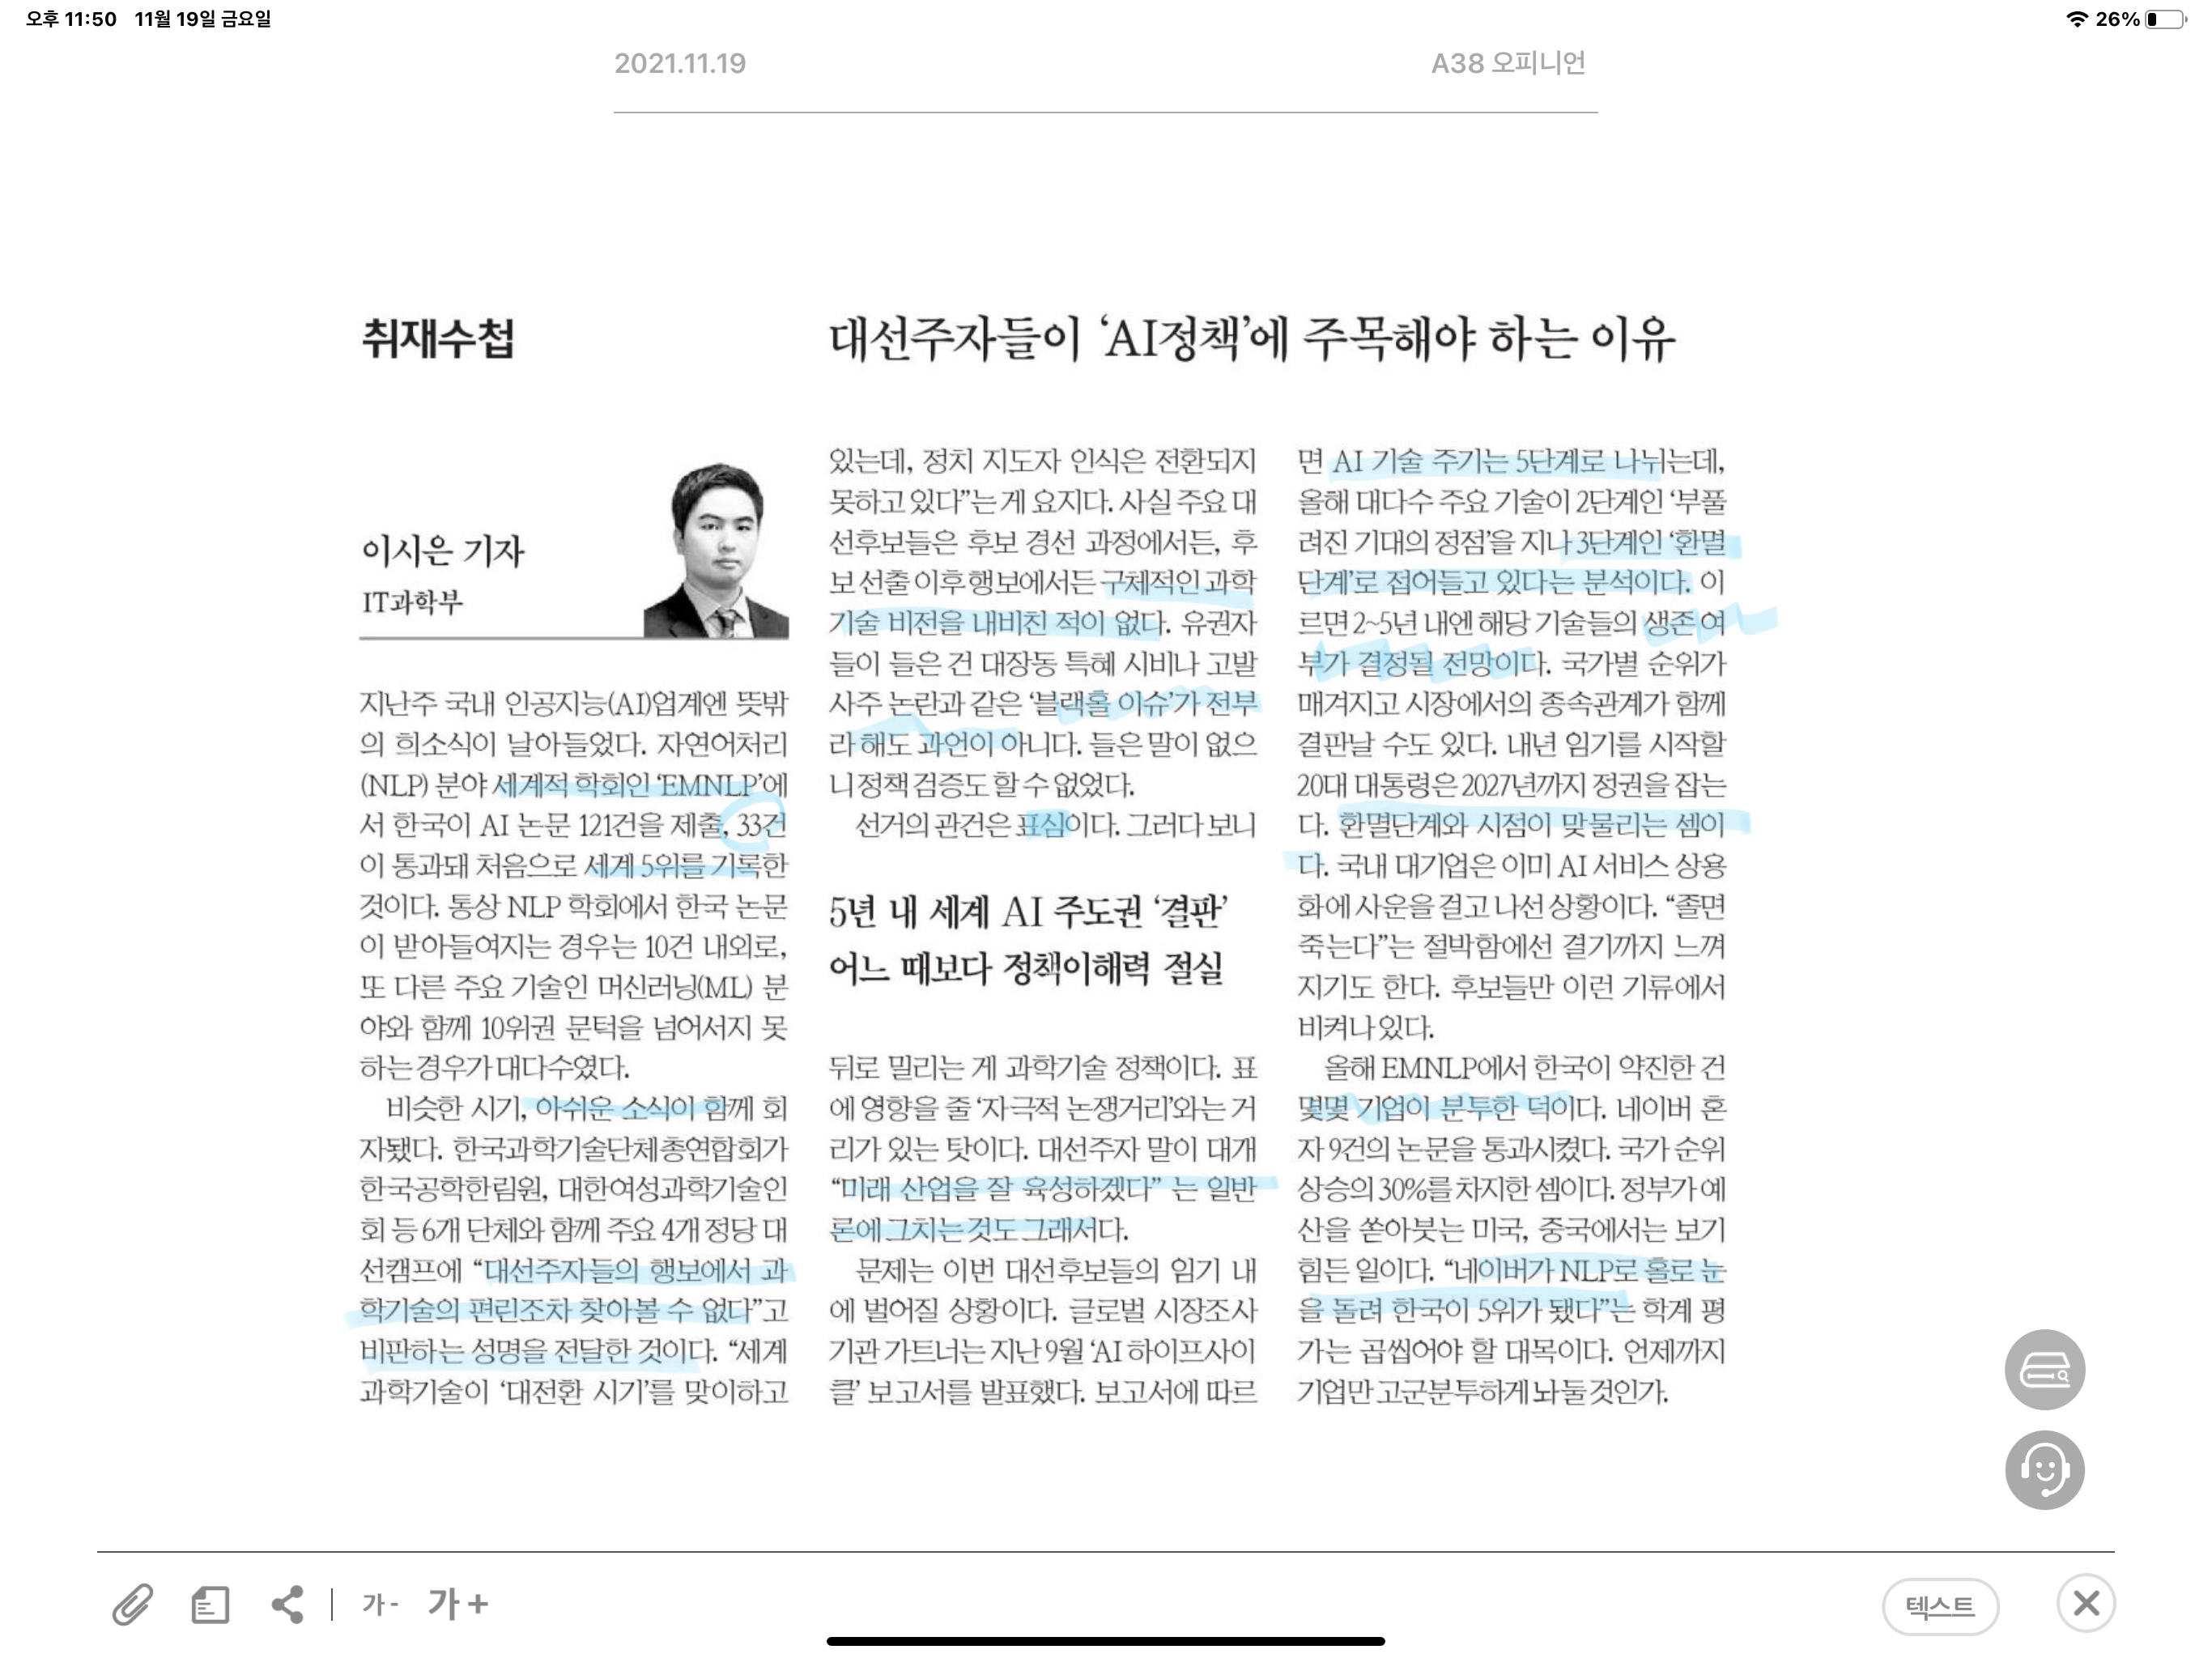 오후 11:50 11월 19일 금요일
26%
2021.11.19
A38 오피니언
취재수첩
대선주자들이 ‘AI정책’에 주목해야 하는 이유
이시은 기자
IT과학부
지난주 국내 인공지능(AI)업계엔 뜻밖
의 희소식이 날아들었다. 자연어처리
(NLP) 분야 세계적 학회인 ‘EMNLP’에
서 한국이 AI 논문 121건을 제출, 33건
이 통과돼 처음으로 세계 5위를 기록한
것이다. 통상 NLP 학회에서 한국 논문
이 받아들여지는 경우는 10건 내외로,
또 다른 주요 기술인 머신러닝(ML) 분
야와 함께 10위권 문턱을 넘어서지 못
하는 경우가 대다수였다.
비슷한 시기, 아쉬운 소식이 함께 회
자됐다. 한국과학기술단체총연합회가
한국공학한림원, 대한여성과학기술인
회 등 6개 단체와 함께 주요 4개 정당 대
선캠프에 “대선주자들의 행보에서 과
학기술의 편린조차 찾아볼 수 없다”고
비판하는 성명을 전달한 것이다. “세계
과학기술이 ‘대전환 시기’를 맞이하고
있는데, 정치 지도자 인식은 전환되지
못하고 있다”는 게 요지다. 사실 주요 대
선후보들은 후보 경선 과정에서든, 후
보 선출 이후 행보에서든 구체적인 과학
기술 비전을 내비친 적이 없다. 유권자
들이 들은 건 대장동 특혜 시비나 고발
사주 논란과 같은 ‘블랙홀 이슈’가 전부
라 해도 과언이 아니다. 들은 말이 없으
니 정책 검증도 할 수 없었다.
선거의 관건은 표심이다. 그러다 보니
5년 내 세계 AI 주도권 ‘결판’
어느 때보다 정책이해력 절실
뒤로 밀리는 게 과학기술 정책이다. 표
에 영향을 줄 ‘자극적 논쟁거리’와는 거
리가 있는 탓이다. 대선주자 말이 대개
“미래 산업을 잘 육성하겠다” 는 일반
론에 그치는 것도 그래서다.
문제는 이번 대선후보들의 임기 내
에 벌어질 상황이다. 글로벌 시장조사
기관 가트너는 지난 9월 ‘AI 하이프사이
클’ 보고서를 발표했다. 보고서에 따르
면 AI 기술 주기는 5단계로 나뉘는데,
올해 대다수 주요 기술이 2단계인 ‘부풀
려진 기대의 정점’을 지나 3단계인 ‘환멸
단계’로 접어들고 있다는 분석이다. 이
르면 2~5년 내엔 해당 기술들의 생존 여
부가 결정될 전망이다. 국가별 순위가
매겨지고 시장에서의 종속관계가 함께
결판날 수도 있다. 내년 임기를 시작할
20대 대통령은 2027년까지 정권을 잡는
다. 환멸단계와 시점이 맞물리는 셈이
다. 국내 대기업은 이미 AI 서비스 상용
화에 사운을 걸고 나선 상황이다. “졸면
죽는다”는 절박함에선 결기까지 느껴
지기도 한다. 후보들만 이런 기류에서
비켜나 있다.
올해 EMNLP에서 한국이 약진한 건
몇몇 기업이 분투한 덕이다. 네이버 혼
자 9건의 논문을 통과시켰다. 국가 순위
상승의 30%를 차지한 셈이다. 정부가 예
산을 쏟아붓는 미국, 중국에서는 보기
힘든 일이다. “네이버가 NLP로 홀로 눈
을 돌려 한국이 5위가 됐다”는 학계 평
가는 곱씹어야 할 대목이다. 언제까지
기업만 고군분투하게 놔둘 것인가.
가- 가+
텍스트